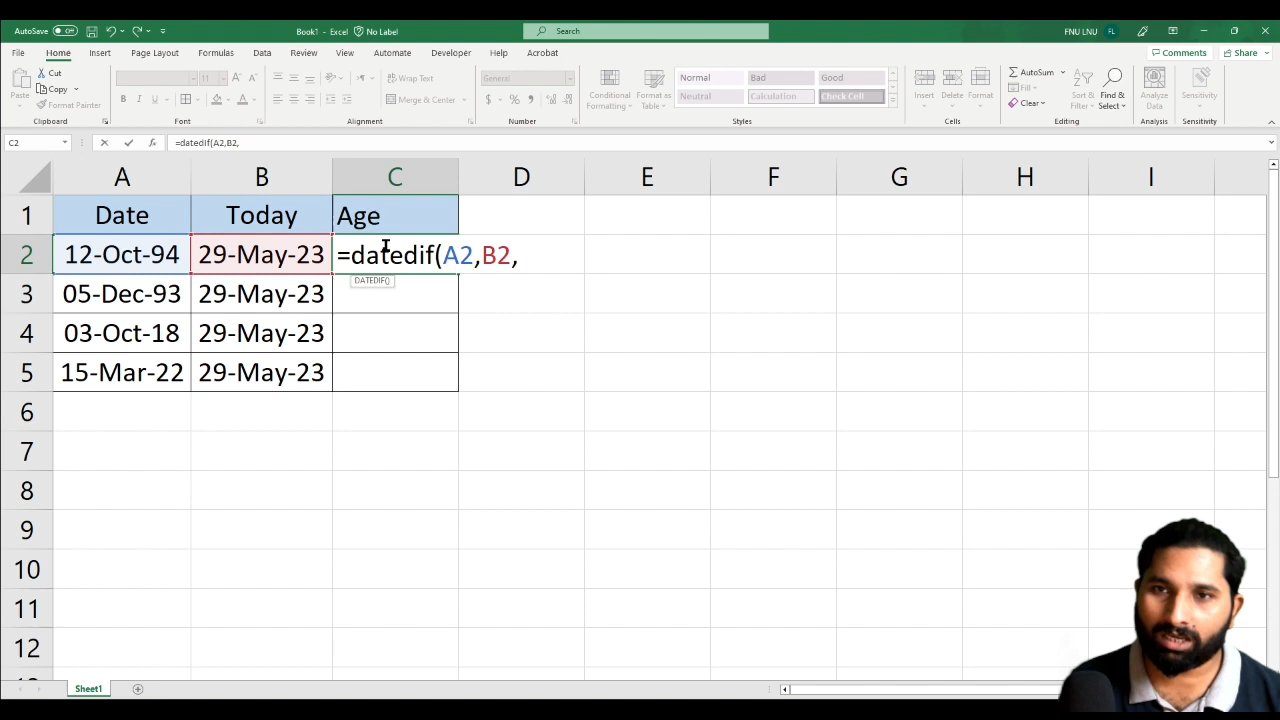 AutoSave Off Book1 - Excel No Label Search FNU LNU FL
File Home Insert Page Layout Formulas Data Review View Automate Developer Help Acrobat Comments Share
Paste Cut Copy Format Painter Clipboard
11 B I U Font
Wrap Text Merge & Center Alignment
General $ % Number
Conditional Formatting Format as Table Normal Bad Good Neutral Calculation Check Cell Styles
Insert Delete Format Cells
AutoSum Fill Clear Sort & Filter Find & Select Editing
Analyze Data Analysis
Sensitivity Sensitivity
C2 fx =datedif(A2,B2,
A B C D E F G H I
1 Date Today Age
2 12-Oct-94 29-May-23 =datedif(A2,B2,
DATEDIF()
3 05-Dec-93 29-May-23
4 03-Oct-18 29-May-23
5 15-Mar-22 29-May-23
6
7
8
9
10
11
12
Sheet1